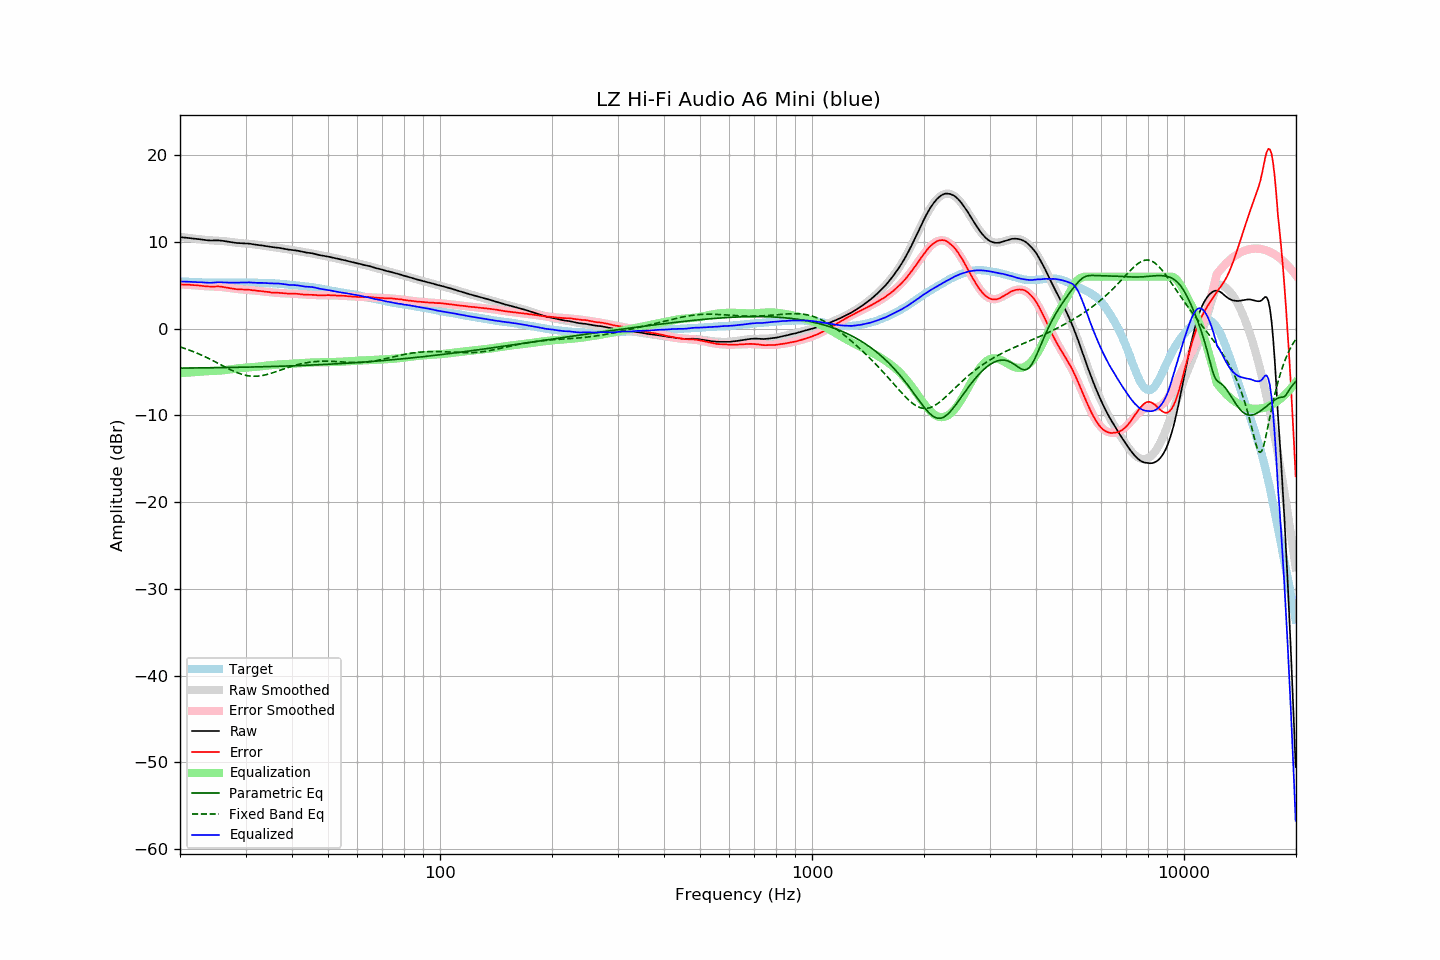 LZ Hi-Fi Audio A6 Mini (blue)
20
10
0
−10
−20
−30
−40
−50
−60
Amplitude (dBr)
Target
Raw Smoothed
Error Smoothed
Raw
Error
Equalization
Parametric Eq
Fixed Band Eq
Equalized
100
1000
10000
Frequency (Hz)